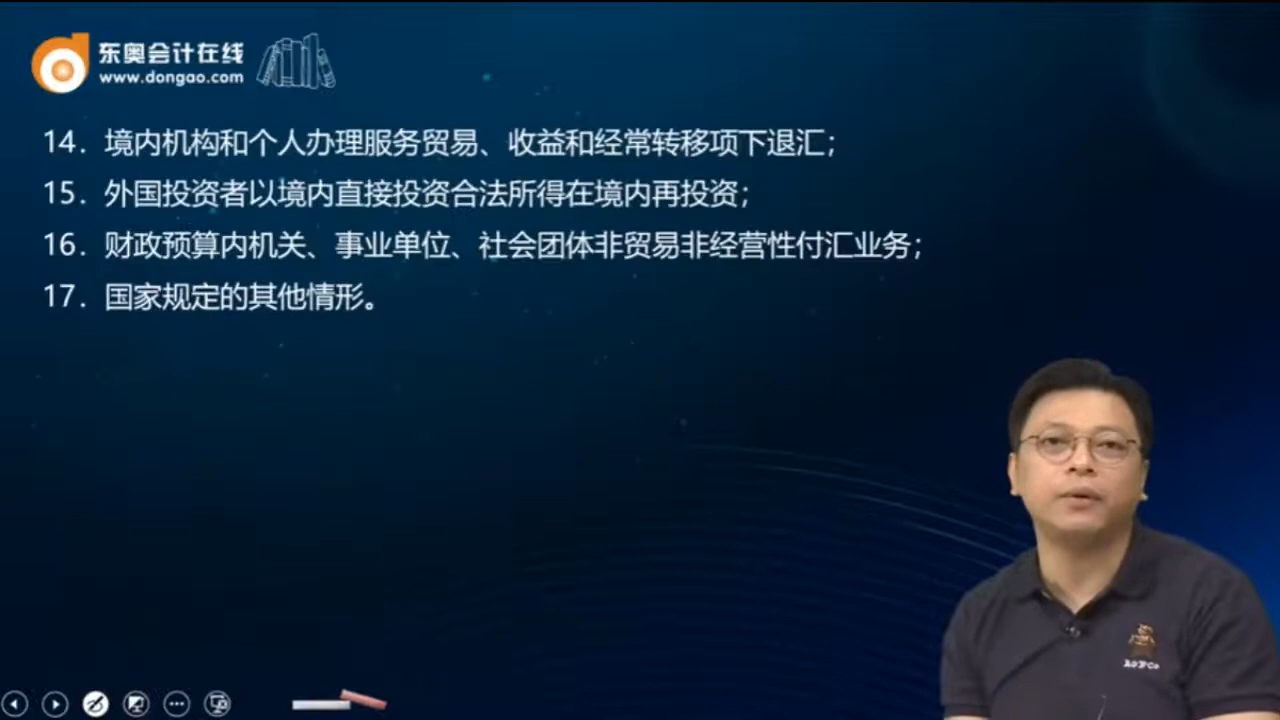 东奥会计在线
www.dongao.com
14. 境内机构和个人办理服务贸易、收益和经常转移项下退汇;
15. 外国投资者以境内直接投资合法所得在境内再投资;
16. 财政预算内机关、事业单位、社会团体非贸易非经营性付汇业务;
17. 国家规定的其他情形。